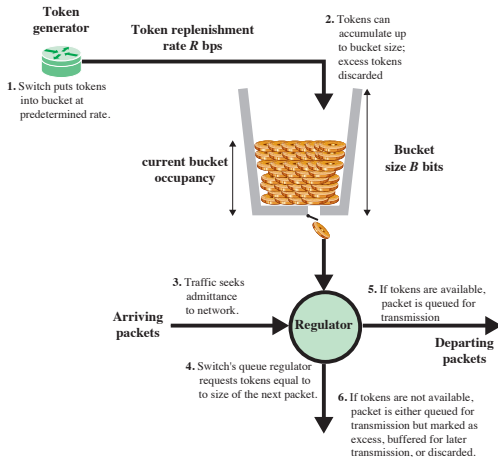 Token
generator
Token replenishment
rate R bps
2. Tokens can
accumulate up
to bucket size;
excess tokens
discarded
1. Switch puts tokens
into bucket at
predetermined rate.
current bucket
occupancy
Bucket
size B bits
3. Traffic seeks
admittance
to network.
5. If tokens are available,
packet is queued for
transmission
Arriving
packets
Regulator
Departing
packets
4. Switch's queue regulator
requests tokens equal to
to size of the next packet.
6. If tokens are not available,
packet is either queued for
transmission but marked as
excess, buffered for later
transmission, or discarded.